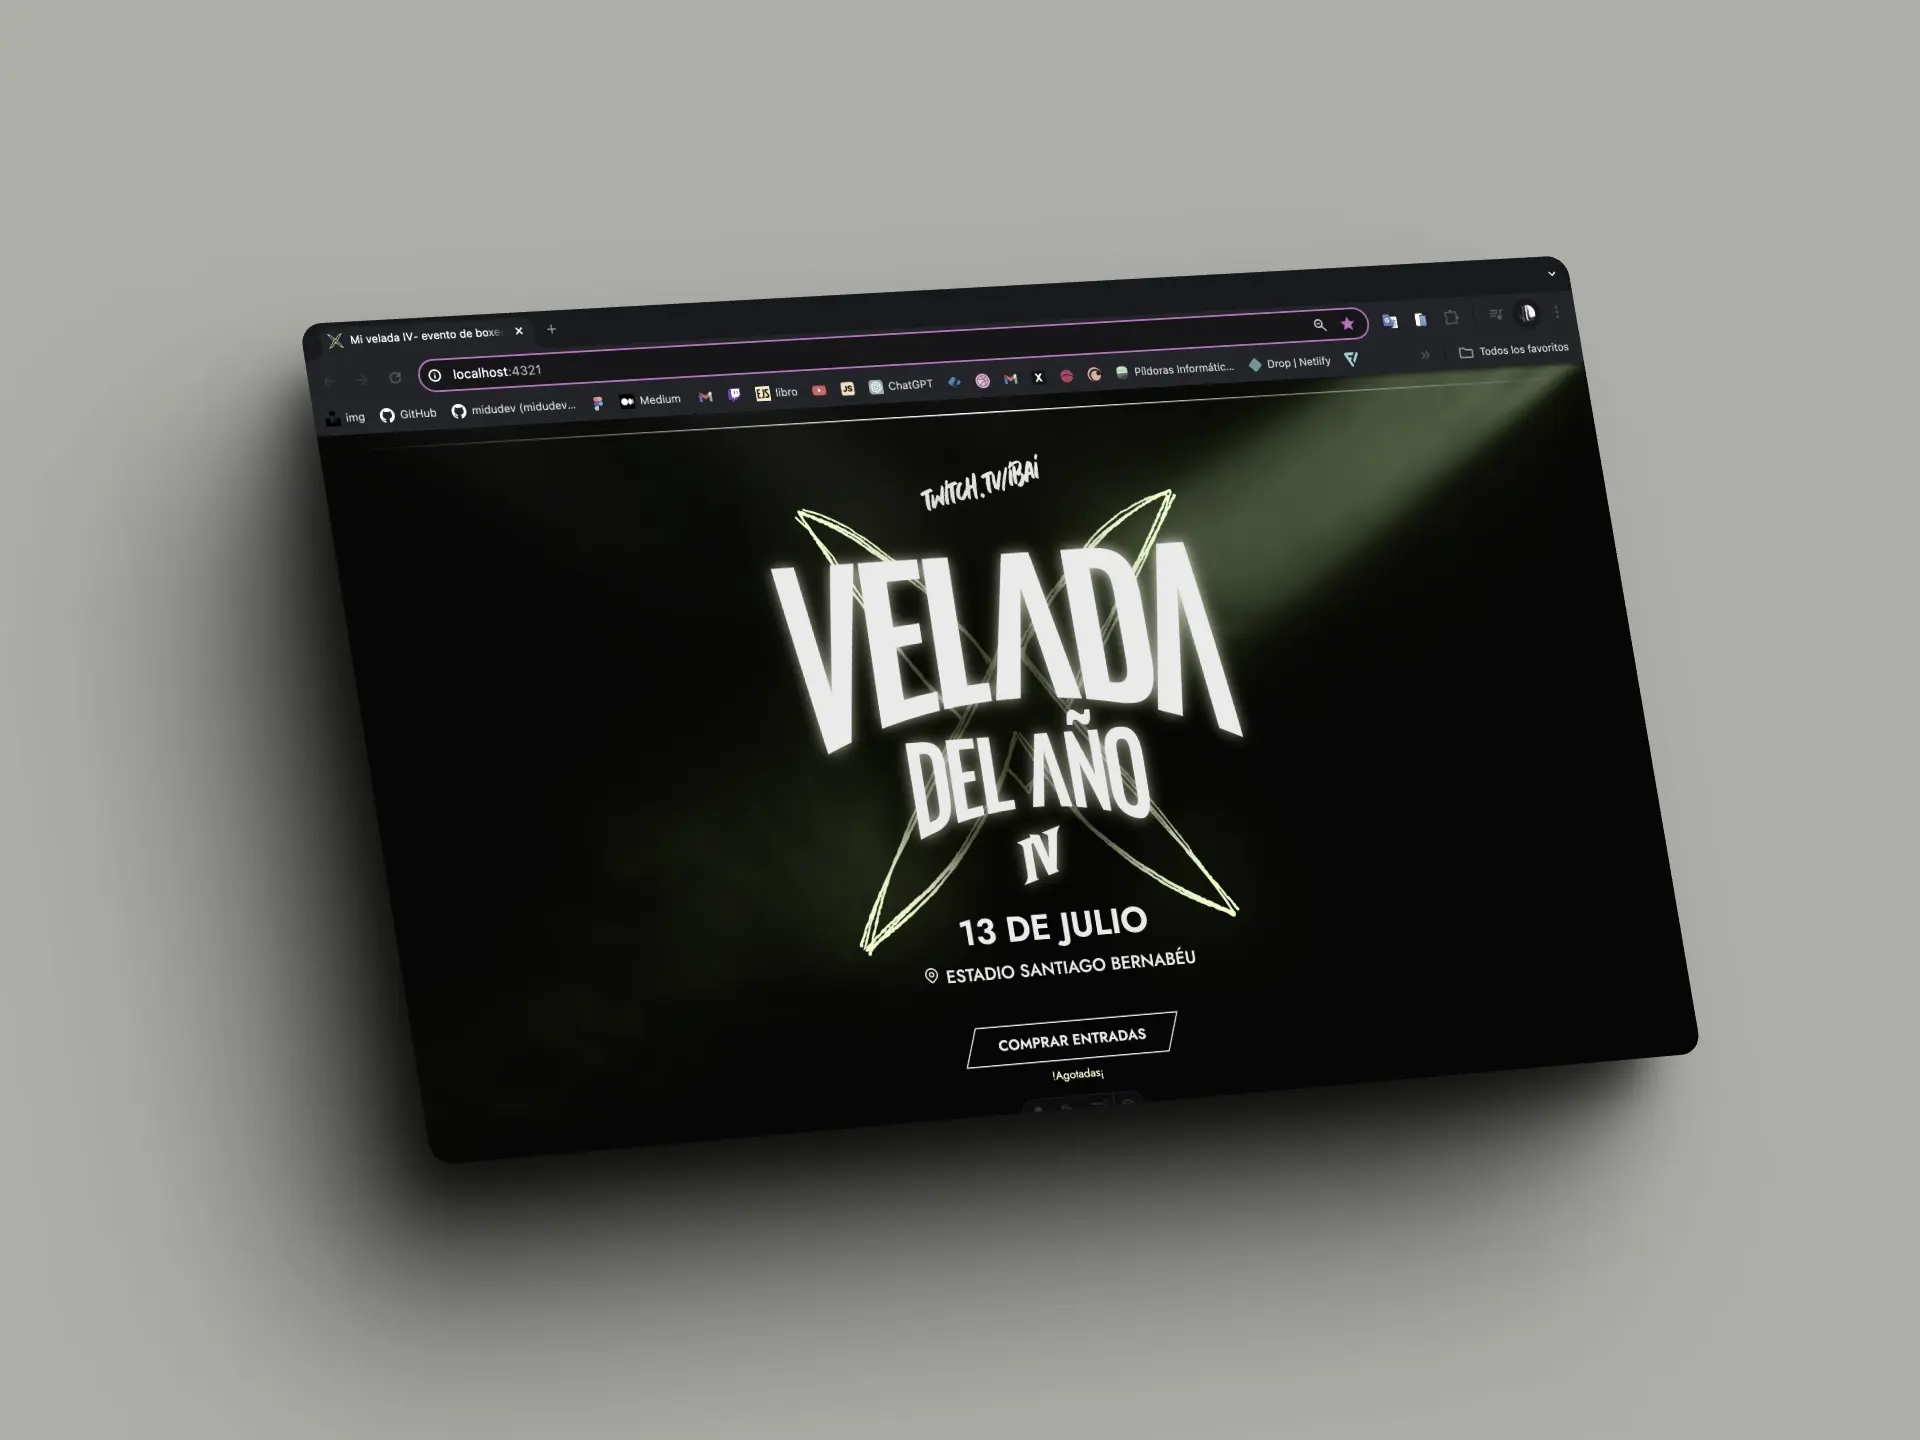 Mi velada IV- evento de boxe
localhost:4321
img GitHub midudev (midudev... Medium EJS libro JS ChatGPT X Píldoras Informátic... Drop | Netlify Todos los favoritos
TWITCH.TV/IBAI
VELADA
DEL AÑO
IV
13 DE JULIO
ESTADIO SANTIAGO BERNABÉU
COMPRAR ENTRADAS
!Agotadas¡